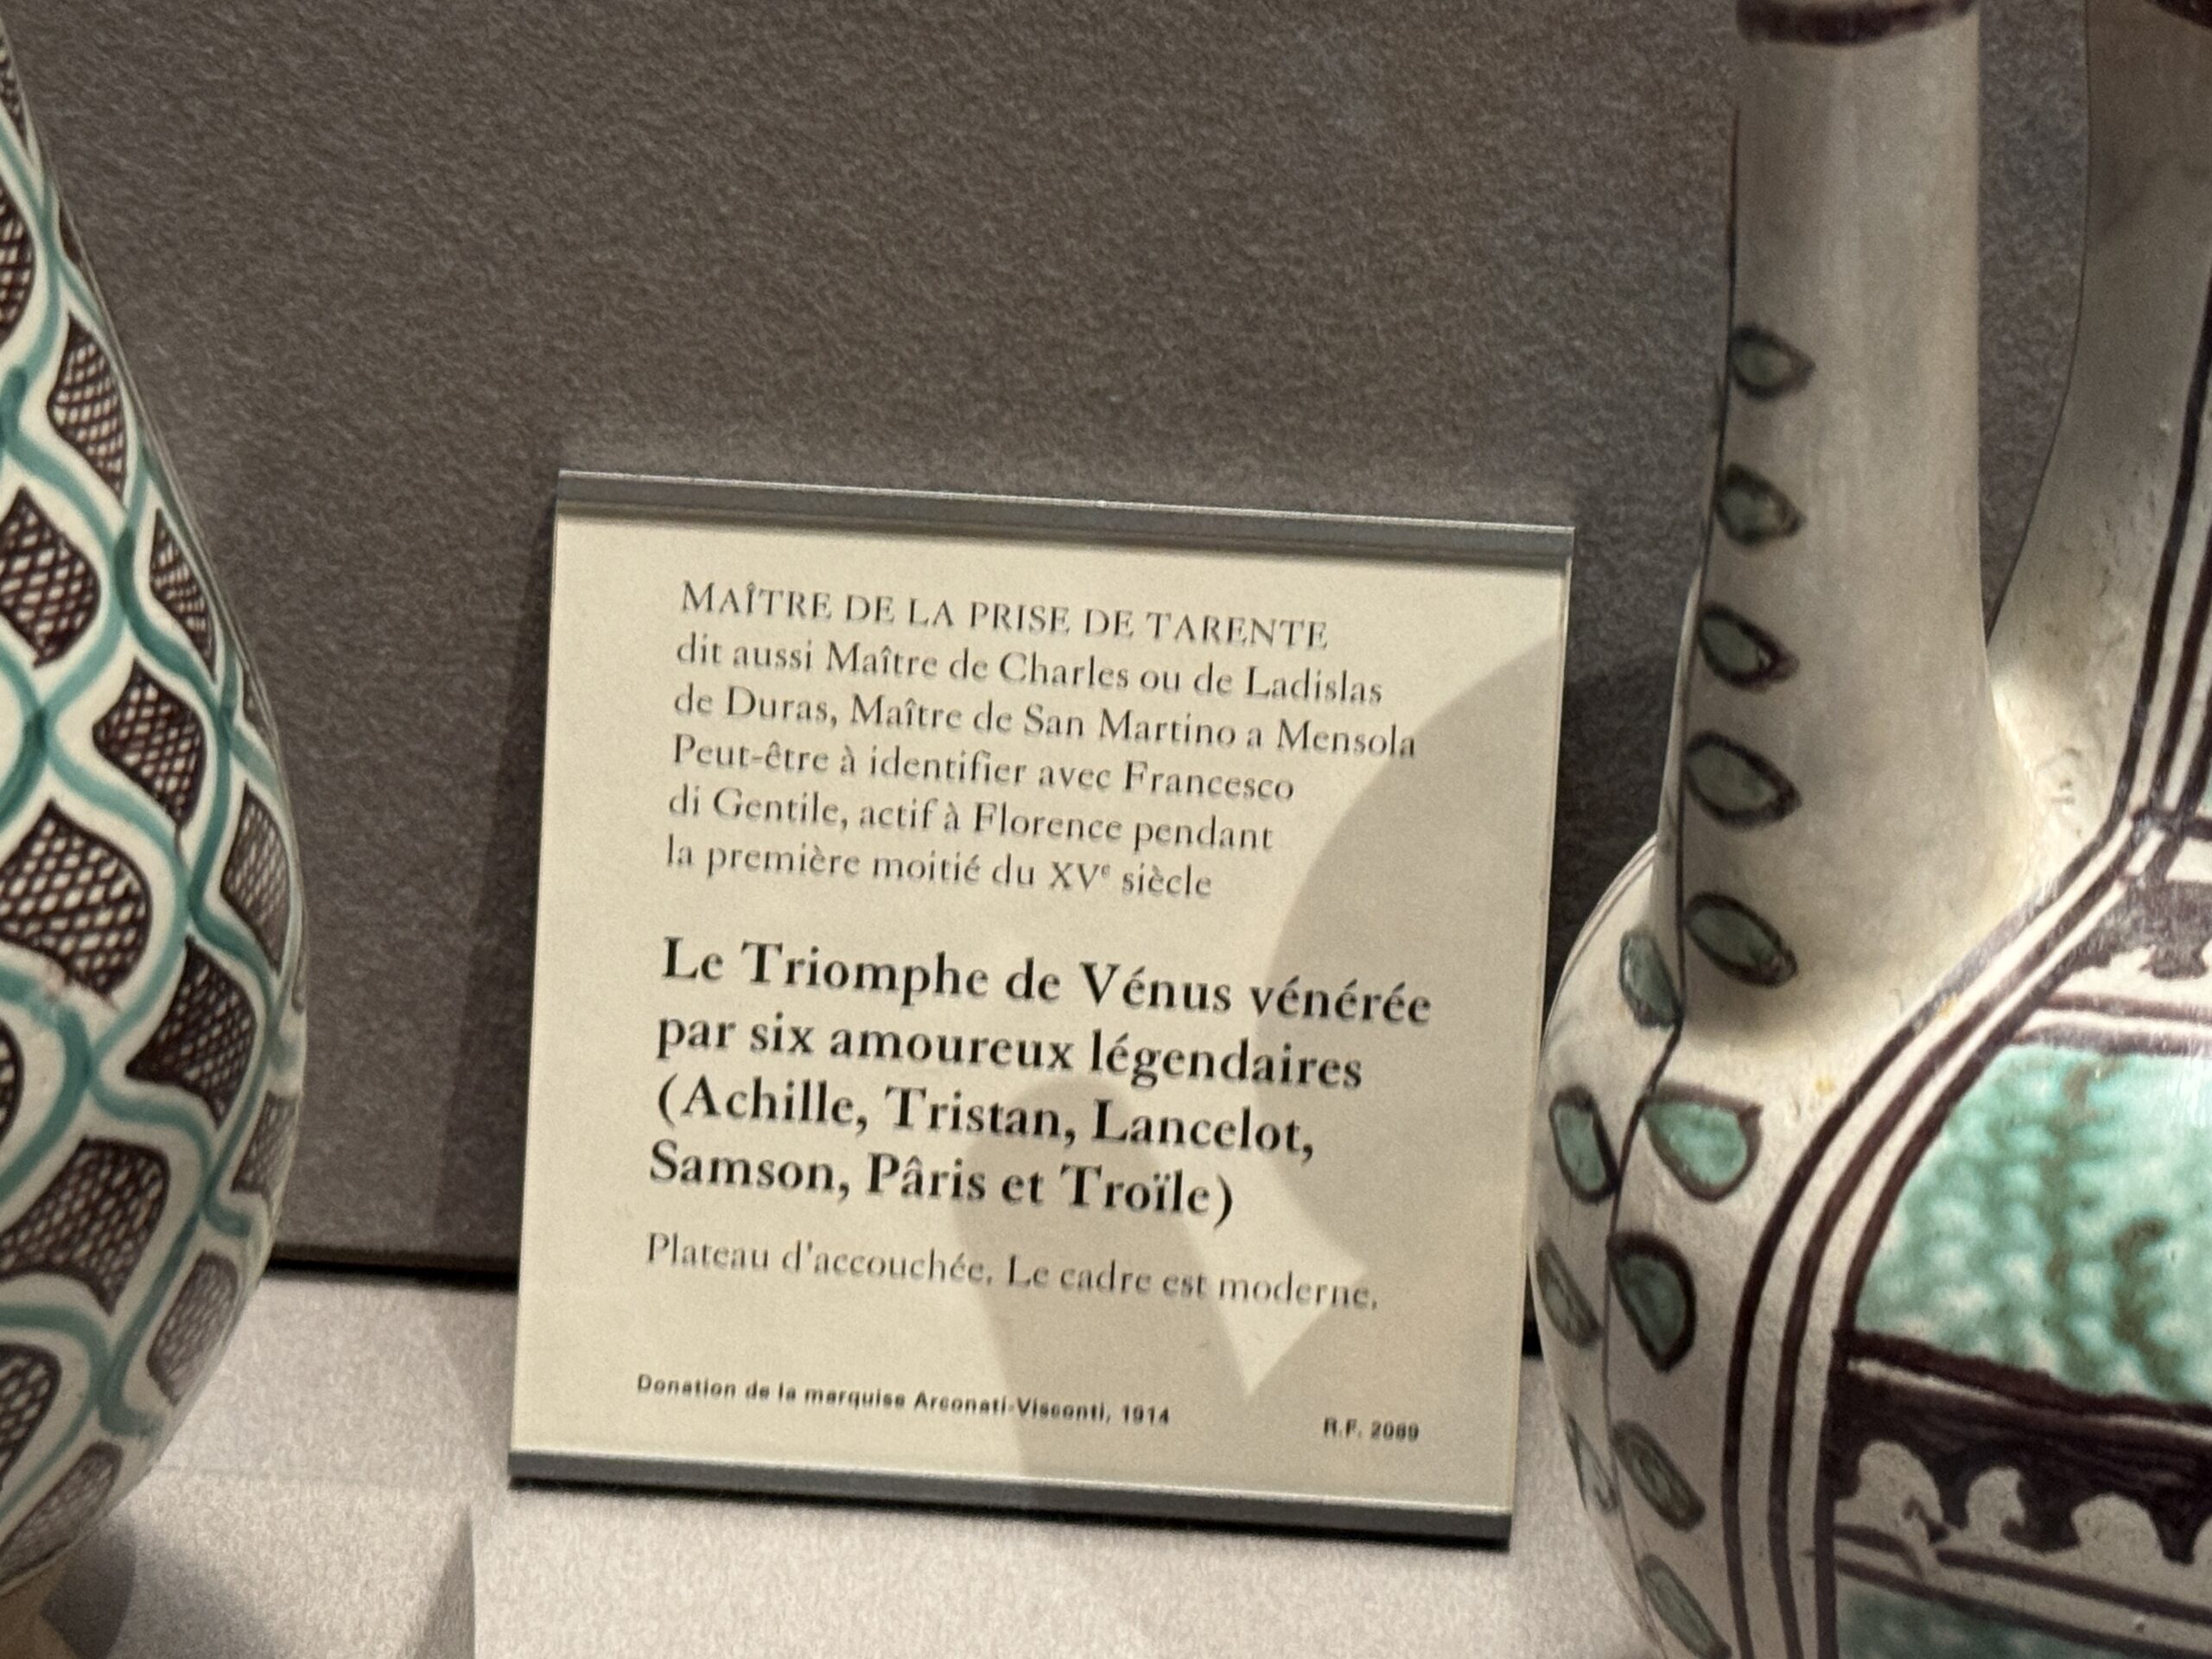 MAÎTRE DE LA PRISE DE TARENTE
dit aussi Maître de Charles ou de Ladislas
de Duras, Maître de San Martino a Mensola
Peut-être à identifier avec Francesco
di Gentile, actif à Florence pendant
la première moitié du XVe siècle
Le Triomphe de Vénus vénérée
par six amoureux légendaires
(Achille, Tristan, Lancelot,
Samson, Pâris et Troïle)
Plateau d'accouchée. Le cadre est moderne.
Donation de la marquise Arconati-Visconti, 1914
R.F. 2089